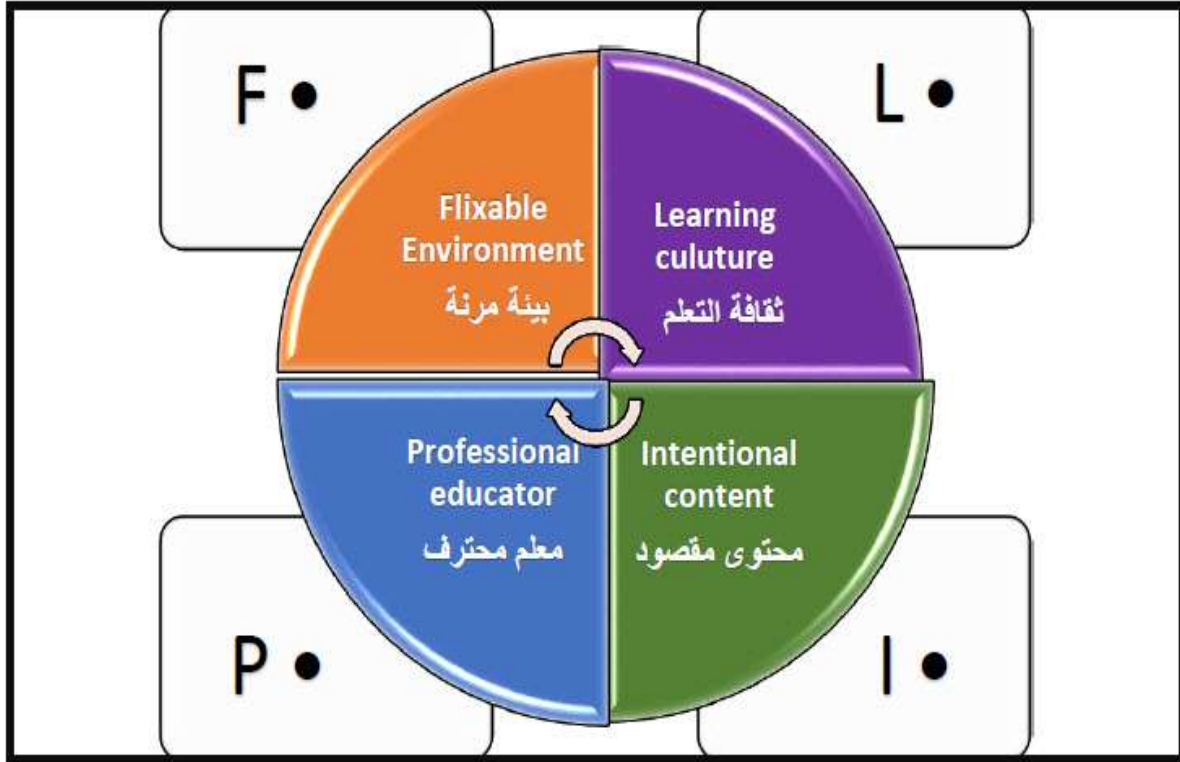 F •
L •
Flixable
Environment
بيئة مرنة
Learning
culuture
ثقافة التعلم
Professional
educator
معلم محترف
Intentional
content
محتوى مقصود
P •
I •